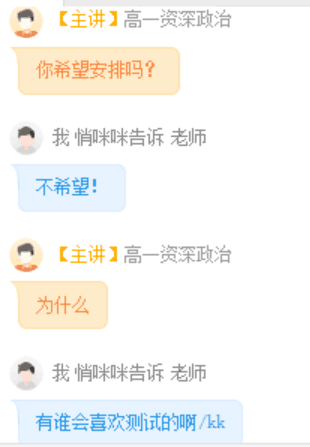 【主讲】高一资深政治
你希望安排吗？
我 悄咪咪告诉 老师
不希望！
【主讲】高一资深政治
为什么
我 悄咪咪告诉 老师
有谁会喜欢测试的啊/kk